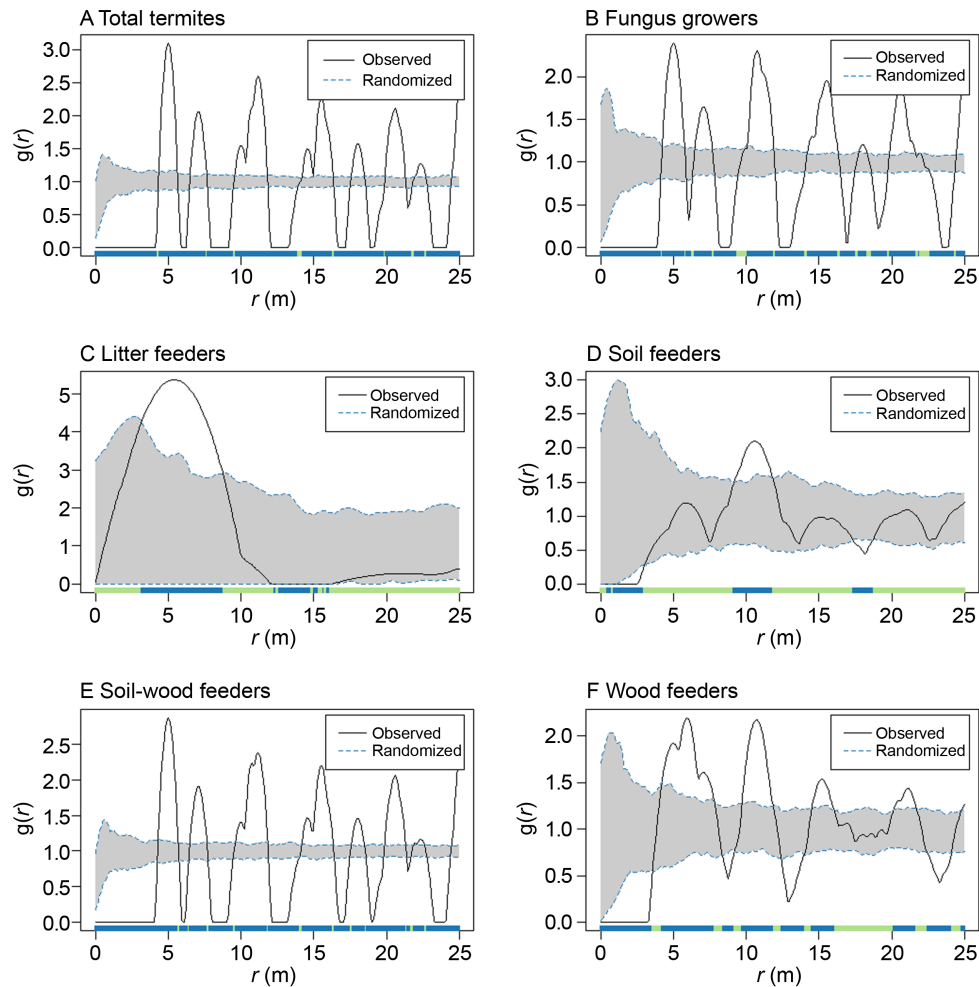 A Total termites
g(r)
3.0
2.5
2.0
1.5
1.0
0.5
0.0
Observed
Randomized
0 5 10 15 20 25
r (m)
B Fungus growers
g(r)
2.0
1.5
1.0
0.5
0.0
Observed
Randomized
0 5 10 15 20 25
r (m)
C Litter feeders
g(r)
5
4
3
2
1
0
Observed
Randomized
0 5 10 15 20 25
r (m)
D Soil feeders
g(r)
3.0
2.5
2.0
1.5
1.0
0.5
0.0
Observed
Randomized
0 5 10 15 20 25
r (m)
E Soil-wood feeders
g(r)
2.5
2.0
1.5
1.0
0.5
0.0
Observed
Randomized
0 5 10 15 20 25
r (m)
F Wood feeders
g(r)
2.0
1.5
1.0
0.5
0.0
Observed
Randomized
0 5 10 15 20 25
r (m)